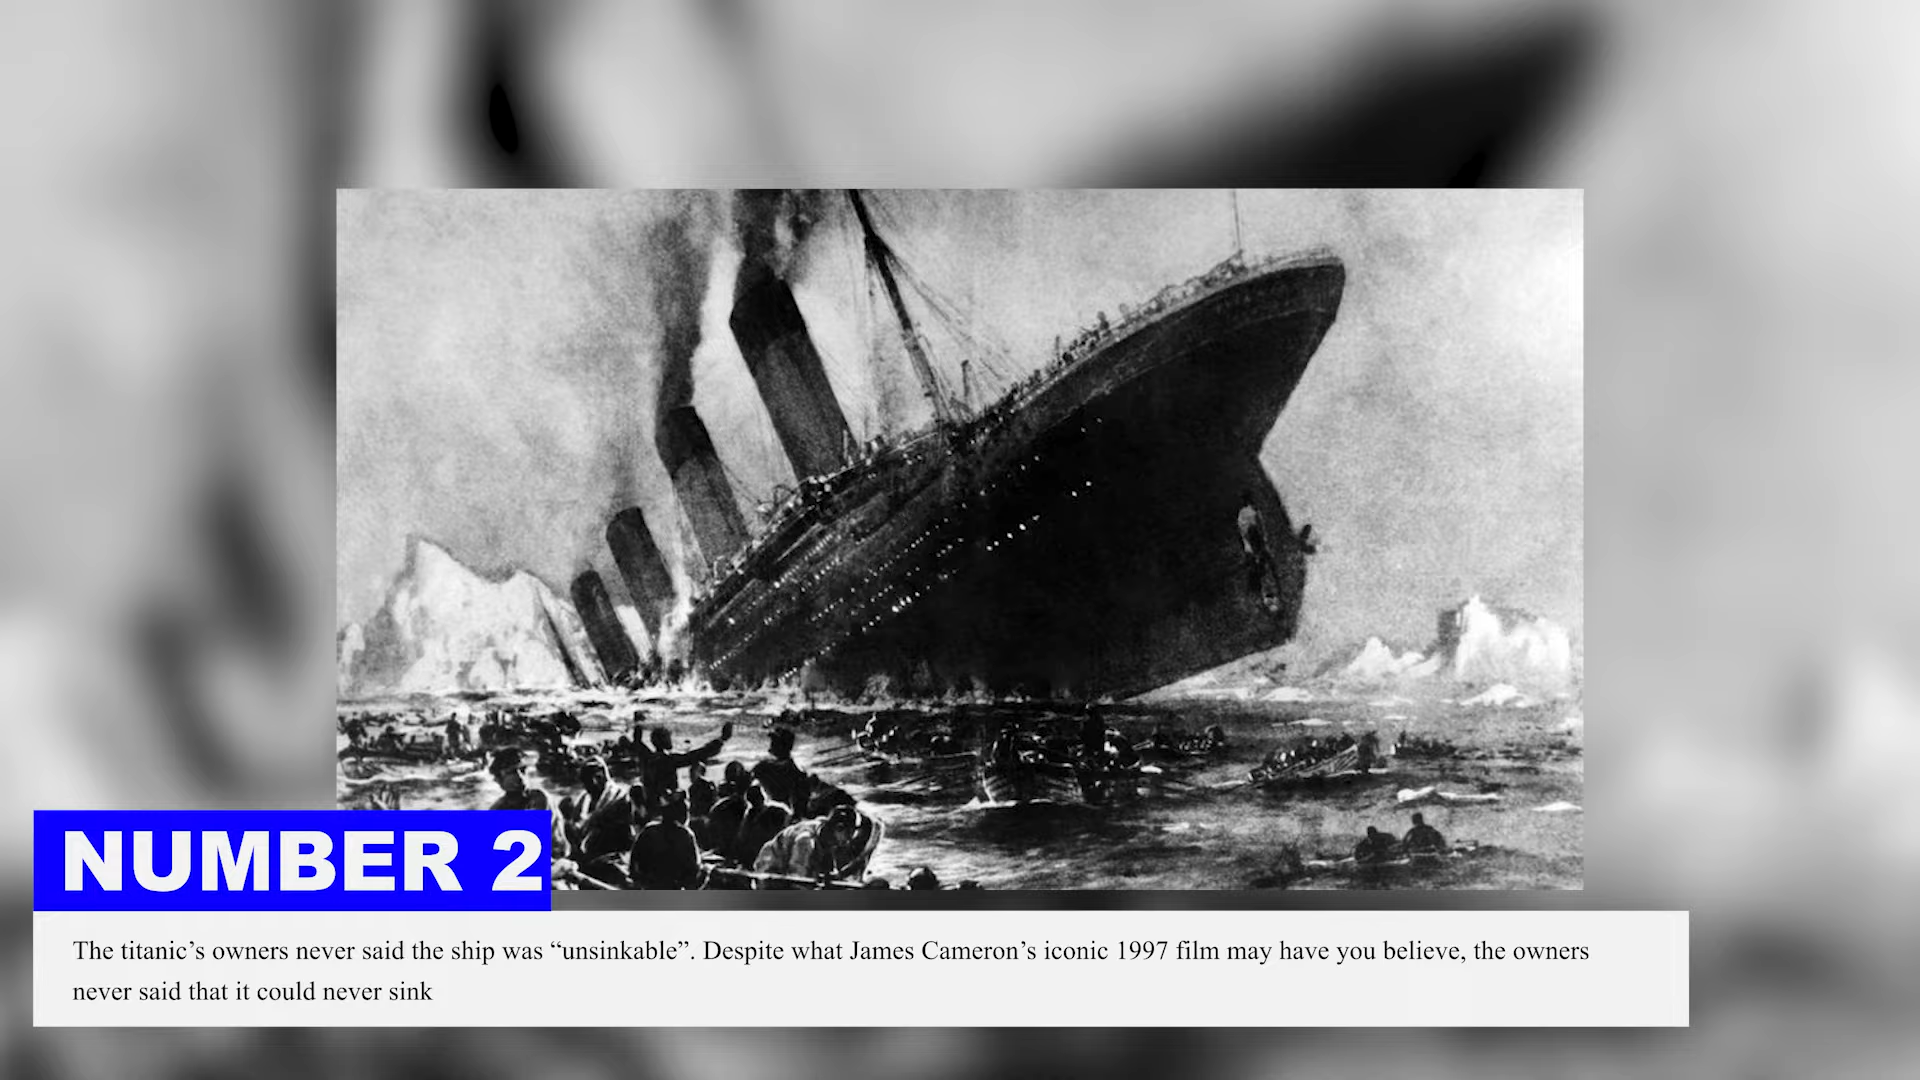 NUMBER 2
The titanic’s owners never said the ship was “unsinkable”. Despite what James Cameron’s iconic 1997 film may have you believe, the owners
never said that it could never sink